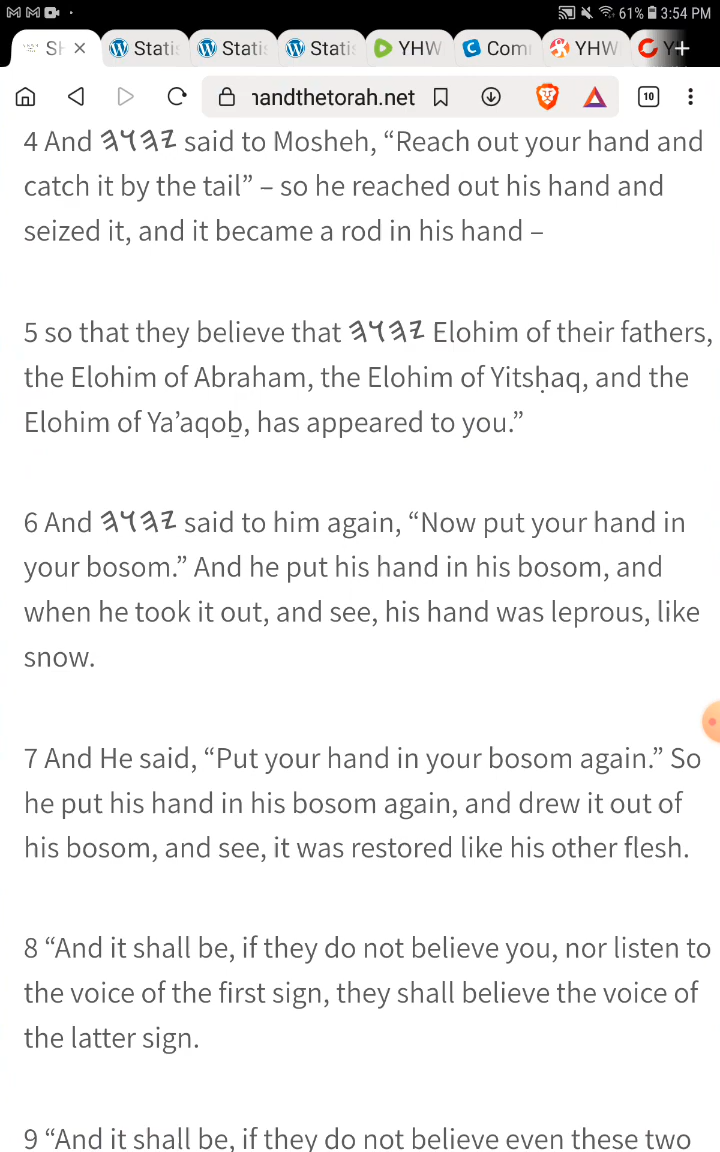 61% 3:54 PM
SH Statis Statis Statis YHW Com YHW Y
nandthetorah.net 10
4 And 𐤉𐤄𐤅𐤄 said to Mosheh, “Reach out your hand and
catch it by the tail” – so he reached out his hand and
seized it, and it became a rod in his hand –
5 so that they believe that 𐤉𐤄𐤅𐤄 Elohim of their fathers,
the Elohim of Abraham, the Elohim of Yitsḥaq, and the
Elohim of Ya’aqoḇ, has appeared to you.”
6 And 𐤉𐤄𐤅𐤄 said to him again, “Now put your hand in
your bosom.” And he put his hand in his bosom, and
when he took it out, and see, his hand was leprous, like
snow.
7 And He said, “Put your hand in your bosom again.” So
he put his hand in his bosom again, and drew it out of
his bosom, and see, it was restored like his other flesh.
8 “And it shall be, if they do not believe you, nor listen to
the voice of the first sign, they shall believe the voice of
the latter sign.
9 “And it shall be, if they do not believe even these two